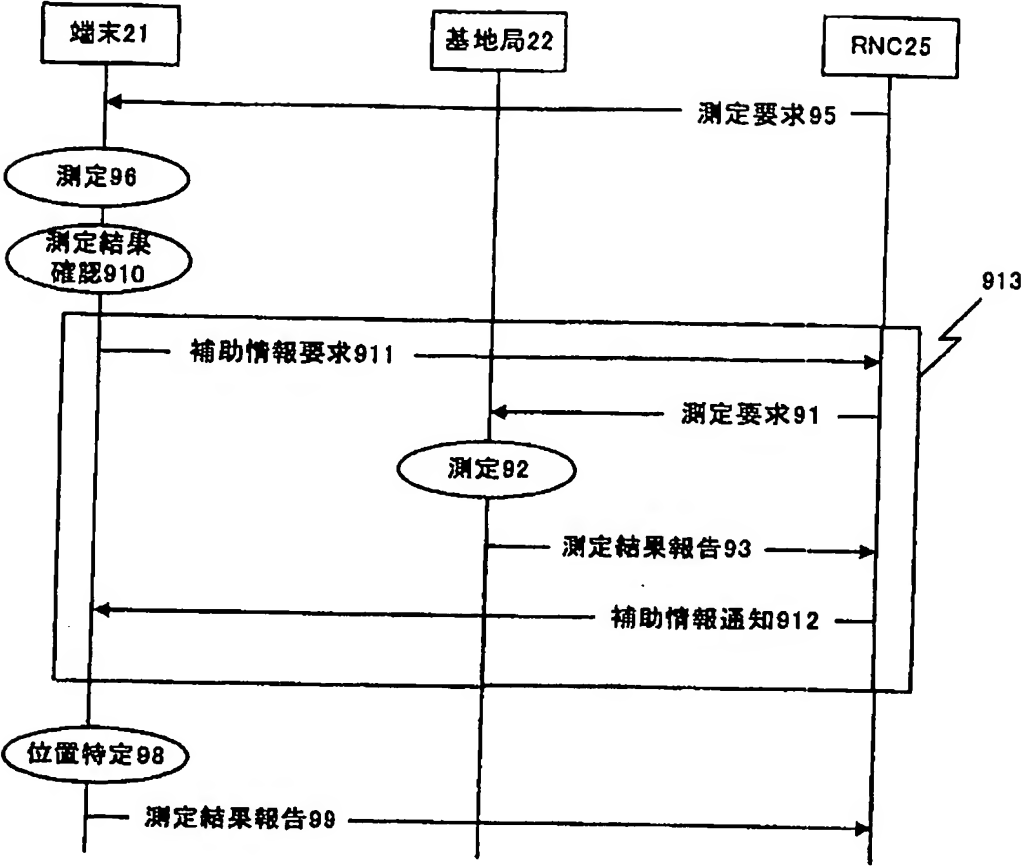 端末21
基地局22
RNC25
測定要求95
測定96
測定結果
確認910
913
補助情報要求911
測定要求91
測定92
測定結果報告93
補助情報通知912
位置特定98
測定結果報告99